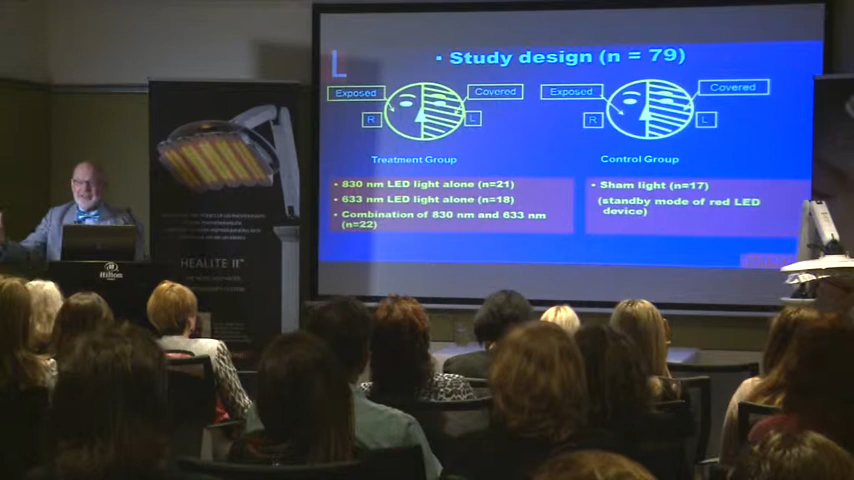 L
• Study design (n = 79)
Exposed Covered Exposed Covered
R L R L
Treatment Group Control Group
• 830 nm LED light alone (n=21)
• 633 nm LED light alone (n=18)
• Combination of 830 nm and 633 nm
(n=22)
• Sham light (n=17)
(standby mode of red LED
device)
HEALITE II™
Hilton